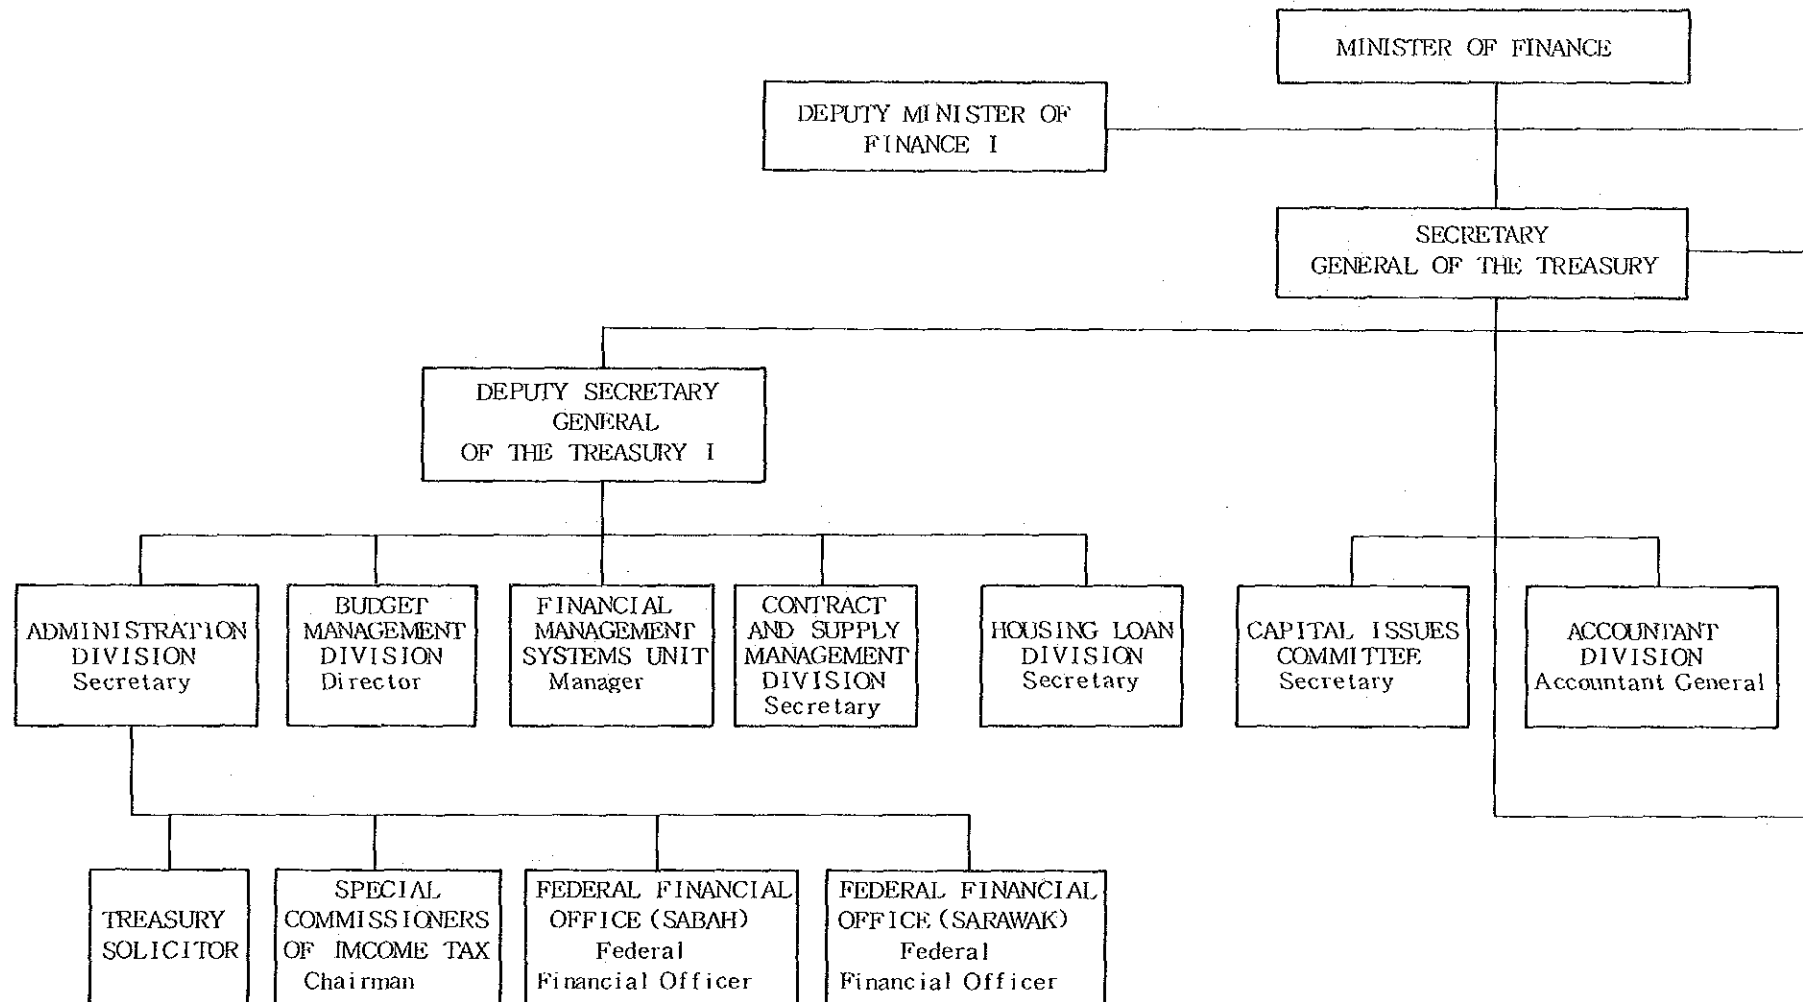 MINISTER OF FINANCE
DEPUTY MINISTER OF
FINANCE I
SECRETARY
GENERAL OF THE TREASURY
DEPUTY SECRETARY
GENERAL
OF THE TREASURY I
ADMINISTRATION
DIVISION
Secretary
BUDGET
MANAGEMENT
DIVISION
Director
FINANCIAL
MANAGEMENT
SYSTEMS UNIT
Manager
CONTRACT
AND SUPPLY
MANAGEMENT
DIVISION
Secretary
HOUSING LOAN
DIVISION
Secretary
CAPITAL ISSUES
COMMITTEE
Secretary
ACCOUNTANT
DIVISION
Accountant General
TREASURY
SOLICITOR
SPECIAL
COMMISSIONERS
OF IMCOME TAX
Chairman
FEDERAL FINANCIAL
OFFICE (SABAH)
Federal
Financial Officer
FEDERAL FINANCIAL
OFFICE (SARAWAK)
Federal
Financial Officer